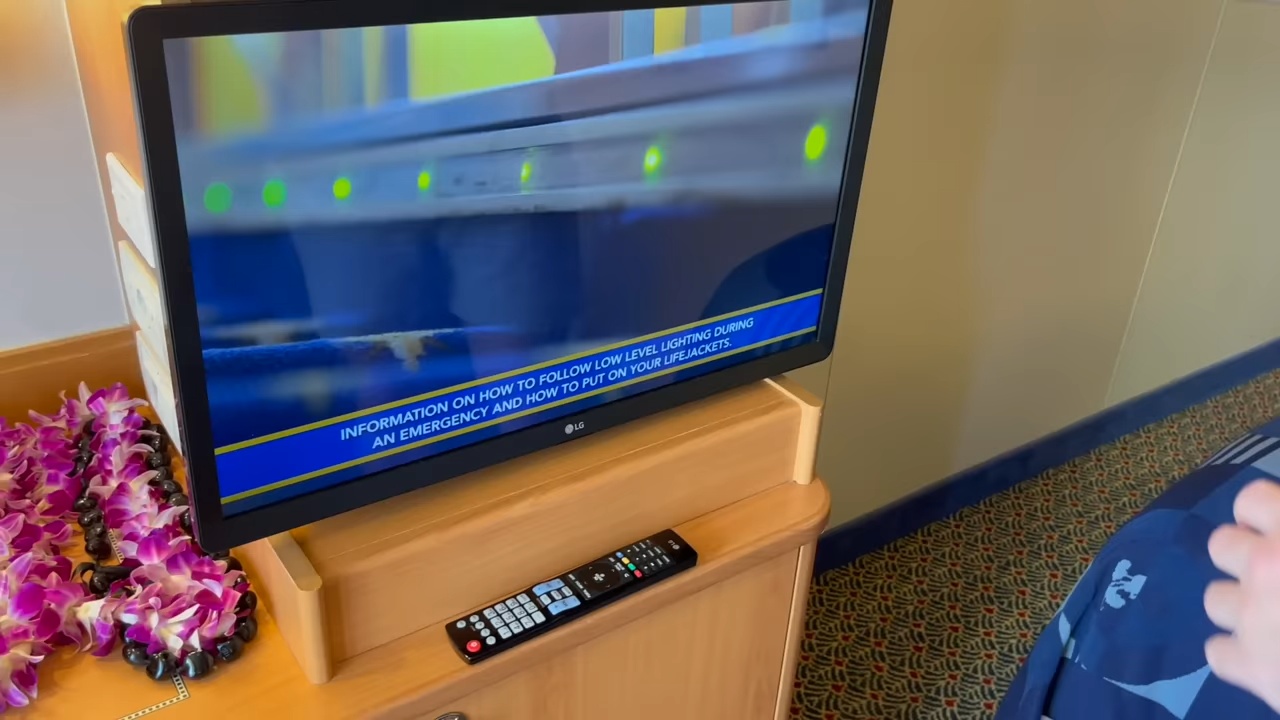 INFORMATION ON HOW TO FOLLOW LOW LEVEL LIGHTING DURING
AN EMERGENCY AND HOW TO PUT ON YOUR LIFEJACKETS.
LG